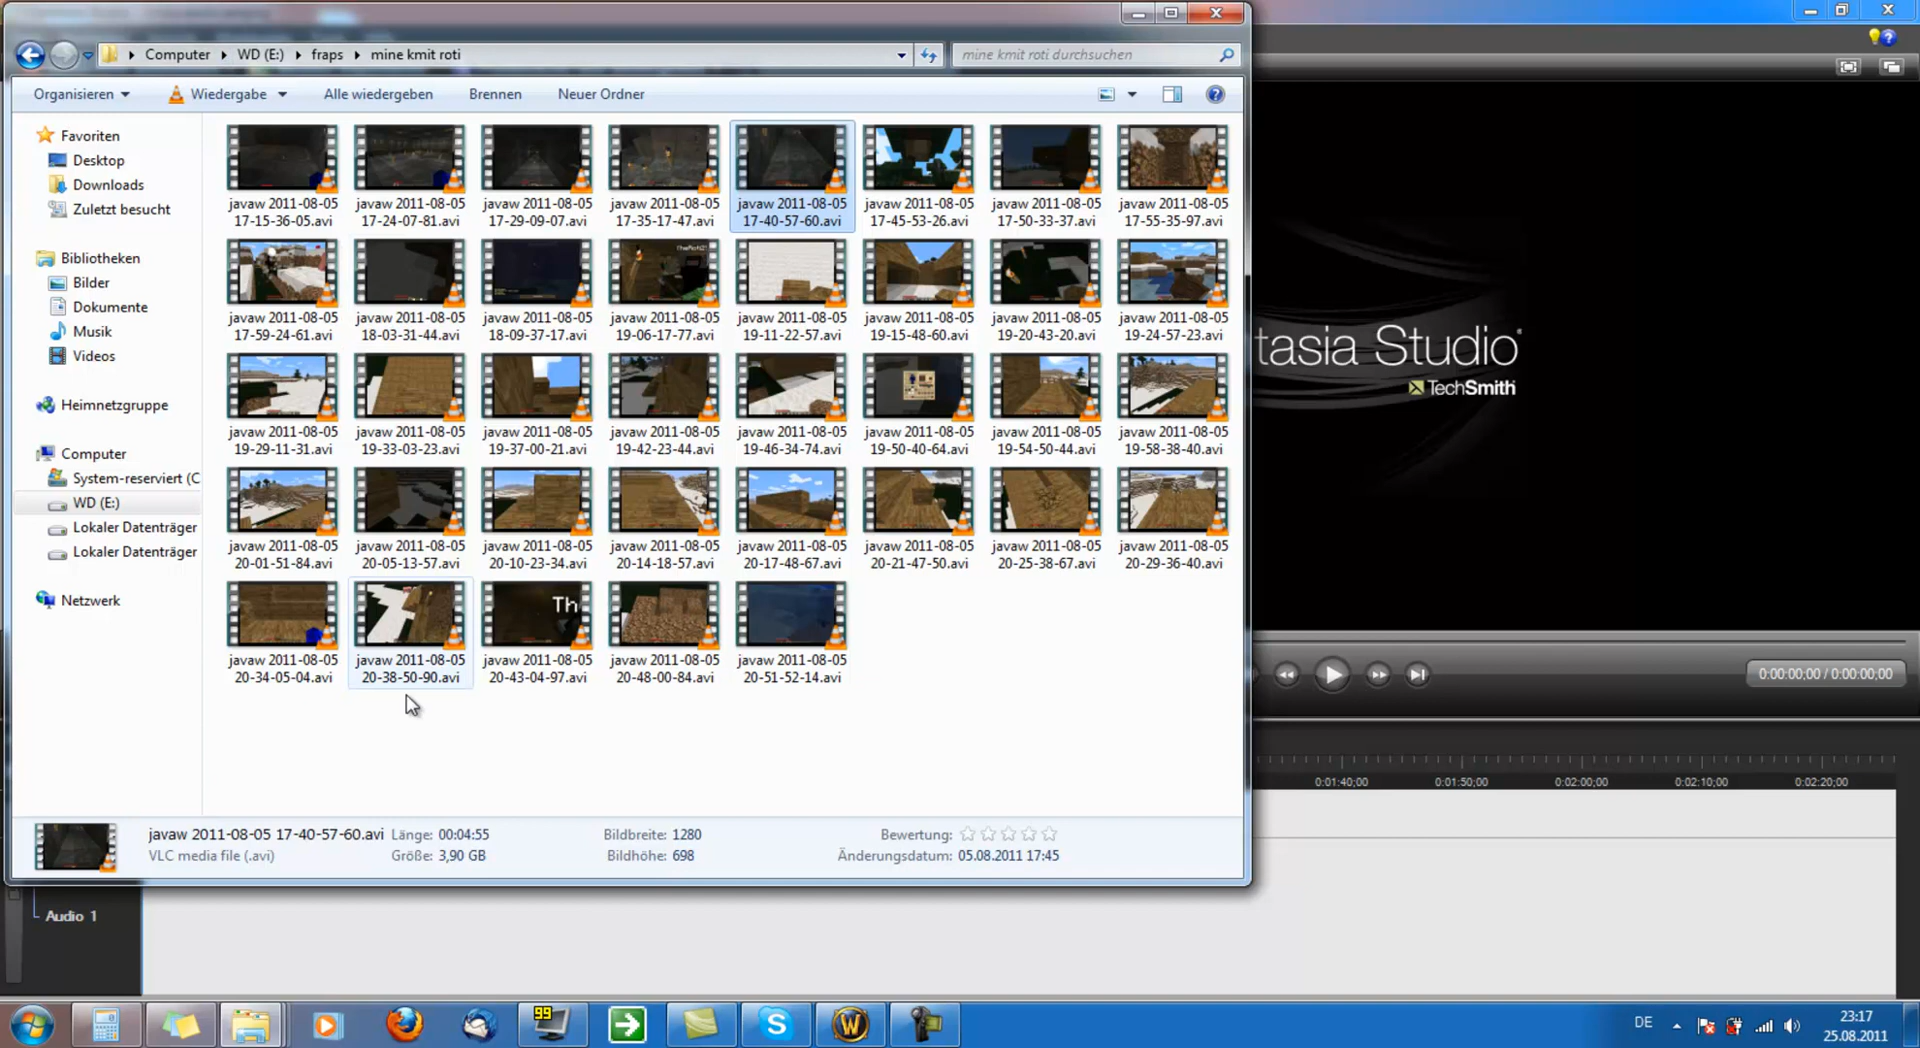 Computer ▸ WD (E:) ▸ fraps ▸ mine kmit roti
mine kmit roti durchsuchen
Organisieren Wiedergabe Alle wiedergeben Brennen Neuer Ordner
Favoriten
Desktop
Downloads
Zuletzt besucht
Bibliotheken
Bilder
Dokumente
Musik
Videos
Heimnetzgruppe
Computer
System-reserviert (C
WD (E:)
Lokaler Datenträger
Lokaler Datenträger
Netzwerk
javaw 2011-08-05 javaw 2011-08-05 javaw 2011-08-05 javaw 2011-08-05 javaw 2011-08-05 javaw 2011-08-05 javaw 2011-08-05 javaw 2011-08-05
17-15-36-05.avi 17-24-07-81.avi 17-29-09-07.avi 17-35-17-47.avi 17-40-57-60.avi 17-45-53-26.avi 17-50-33-37.avi 17-55-35-97.avi
javaw 2011-08-05 javaw 2011-08-05 javaw 2011-08-05 javaw 2011-08-05 javaw 2011-08-05 javaw 2011-08-05 javaw 2011-08-05 javaw 2011-08-05
17-59-24-61.avi 18-03-31-44.avi 18-09-37-17.avi 19-06-17-77.avi 19-11-22-57.avi 19-15-48-60.avi 19-20-43-20.avi 19-24-57-23.avi
javaw 2011-08-05 javaw 2011-08-05 javaw 2011-08-05 javaw 2011-08-05 javaw 2011-08-05 javaw 2011-08-05 javaw 2011-08-05 javaw 2011-08-05
19-29-11-31.avi 19-33-03-23.avi 19-37-00-21.avi 19-42-23-44.avi 19-46-34-74.avi 19-50-40-64.avi 19-54-50-44.avi 19-58-38-40.avi
javaw 2011-08-05 javaw 2011-08-05 javaw 2011-08-05 javaw 2011-08-05 javaw 2011-08-05 javaw 2011-08-05 javaw 2011-08-05 javaw 2011-08-05
20-01-51-84.avi 20-05-13-57.avi 20-10-23-34.avi 20-14-18-57.avi 20-17-48-67.avi 20-21-47-50.avi 20-25-38-67.avi 20-29-36-40.avi
Th
javaw 2011-08-05 javaw 2011-08-05 javaw 2011-08-05 javaw 2011-08-05 javaw 2011-08-05
20-34-05-04.avi 20-38-50-90.avi 20-43-04-97.avi 20-48-00-84.avi 20-51-52-14.avi
javaw 2011-08-05 17-40-57-60.avi Länge: 00:04:55 Bildbreite: 1280 Bewertung:
VLC media file (.avi) Größe: 3,90 GB Bildhöhe: 698 Änderungsdatum: 05.08.2011 17:45
tasia Studio
TechSmith
0:00:00;00 / 0:00:00;00
0:01:40;00 0:01:50;00 0:02:00;00 0:02:10;00 0:02:20;00
Audio 1
99
DE
23:17
25.08.2011